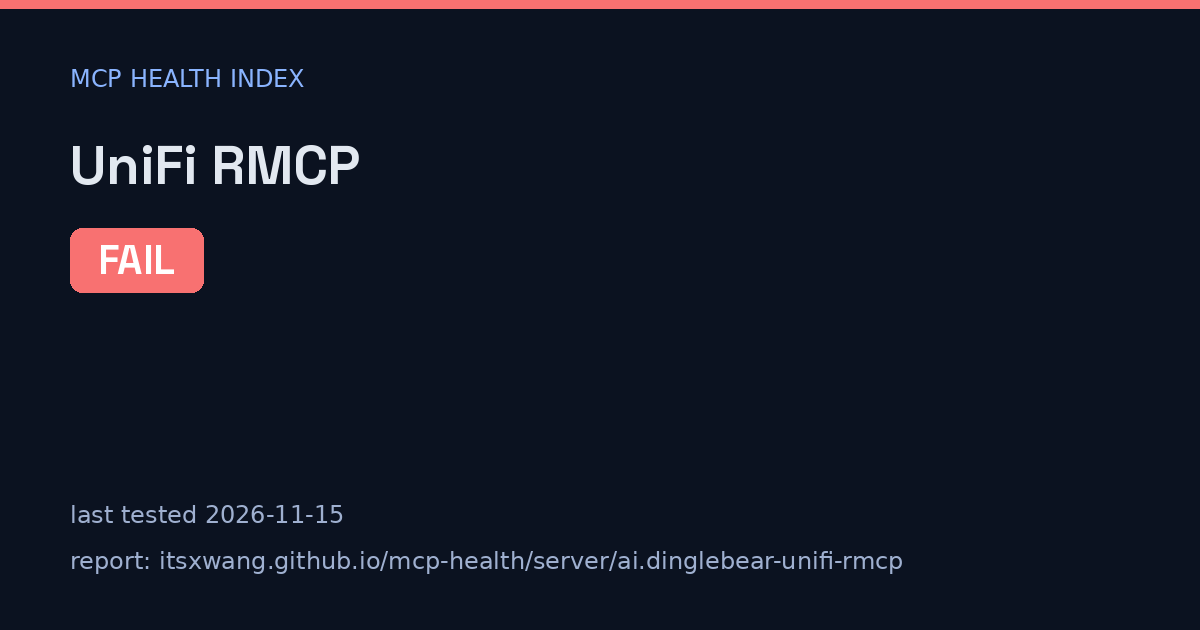 MCP HEALTH INDEX
UniFi RMCP
FAIL
last tested 2026-11-15
report: itsxwang.github.io/mcp-health/server/ai.dinglebear-unifi-rmcp